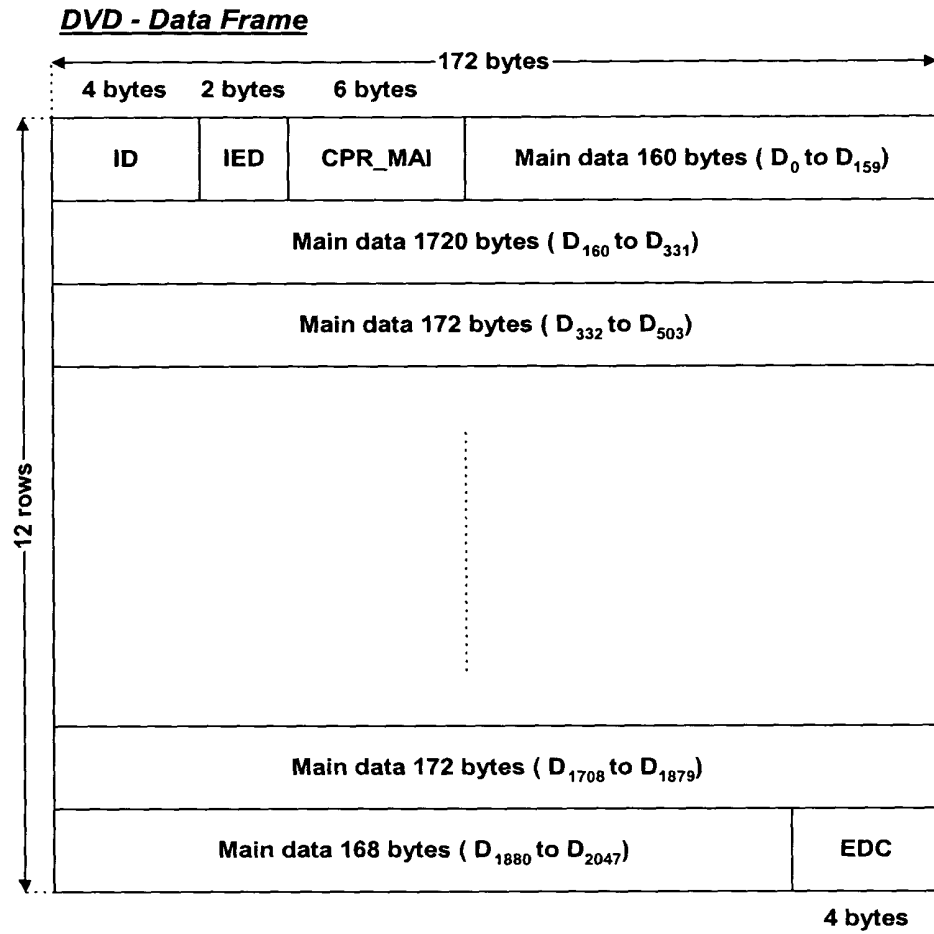 DVD - Data Frame
172 bytes
4 bytes 2 bytes 6 bytes
ID IED CPR_MAI Main data 160 bytes ( D0 to D159)
Main data 1720 bytes ( D160 to D331)
Main data 172 bytes ( D332 to D503)
12 rows
Main data 172 bytes ( D1708 to D1879)
Main data 168 bytes ( D1880 to D2047) EDC
4 bytes